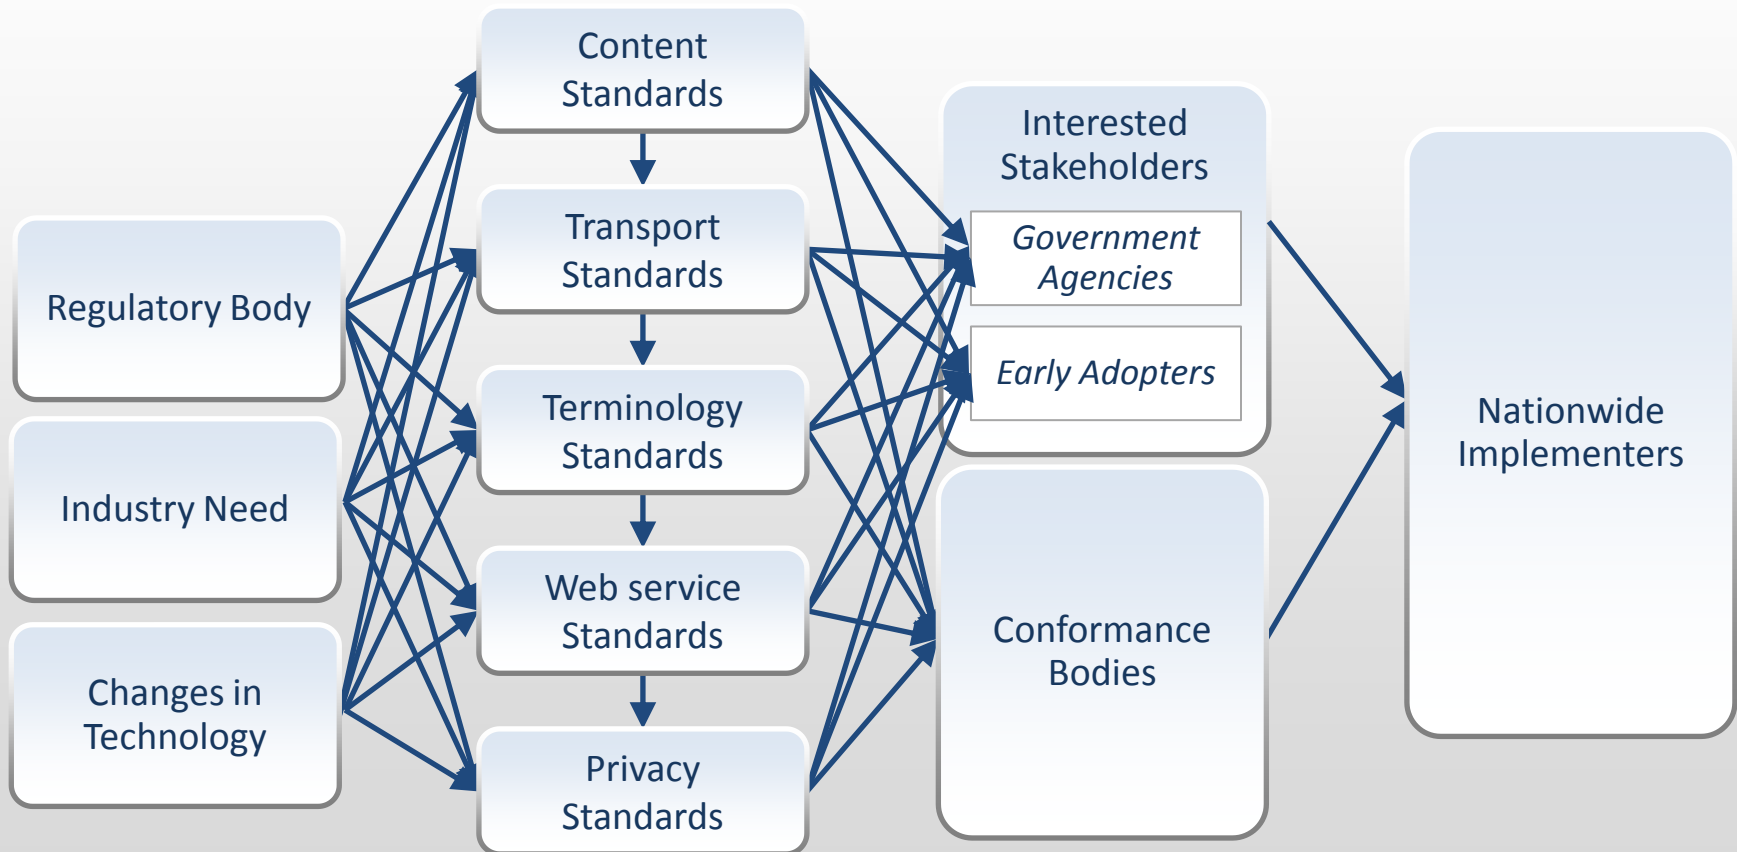 Regulatory Body
Industry Need
Changes in
Technology
Content
Standards
Transport
Standards
Terminology
Standards
Web service
Standards
Privacy
Standards
Interested
Stakeholders
Government
Agencies
Early Adopters
Conformance
Bodies
Nationwide
Implementers